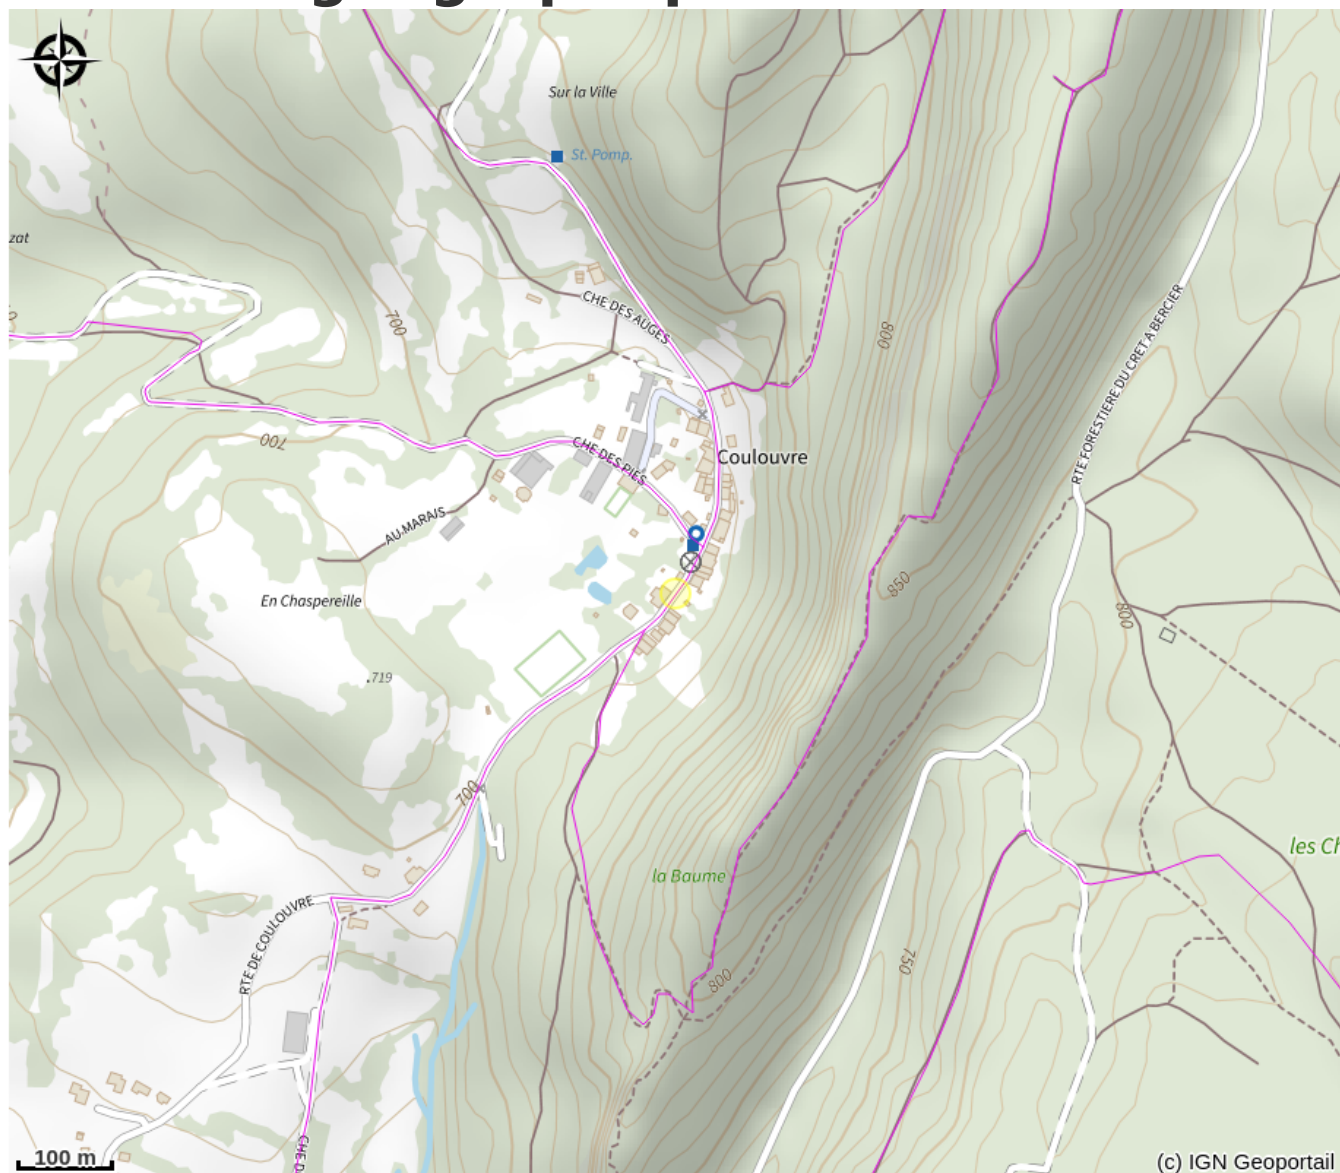 Sur la Ville
St. Pomp.
zat
CHE DES AUGES
700
800
RTE FORESTIERE DU CRET A BERCIER
700
CHE DES PIES
Coulouvre
AU MARAIS
850
En Chaspereille
800
.719
700
les Ch
la Baume
RTE DE COULOUVRE
750
800
CHE D
100 m
(c) IGN Geoportail